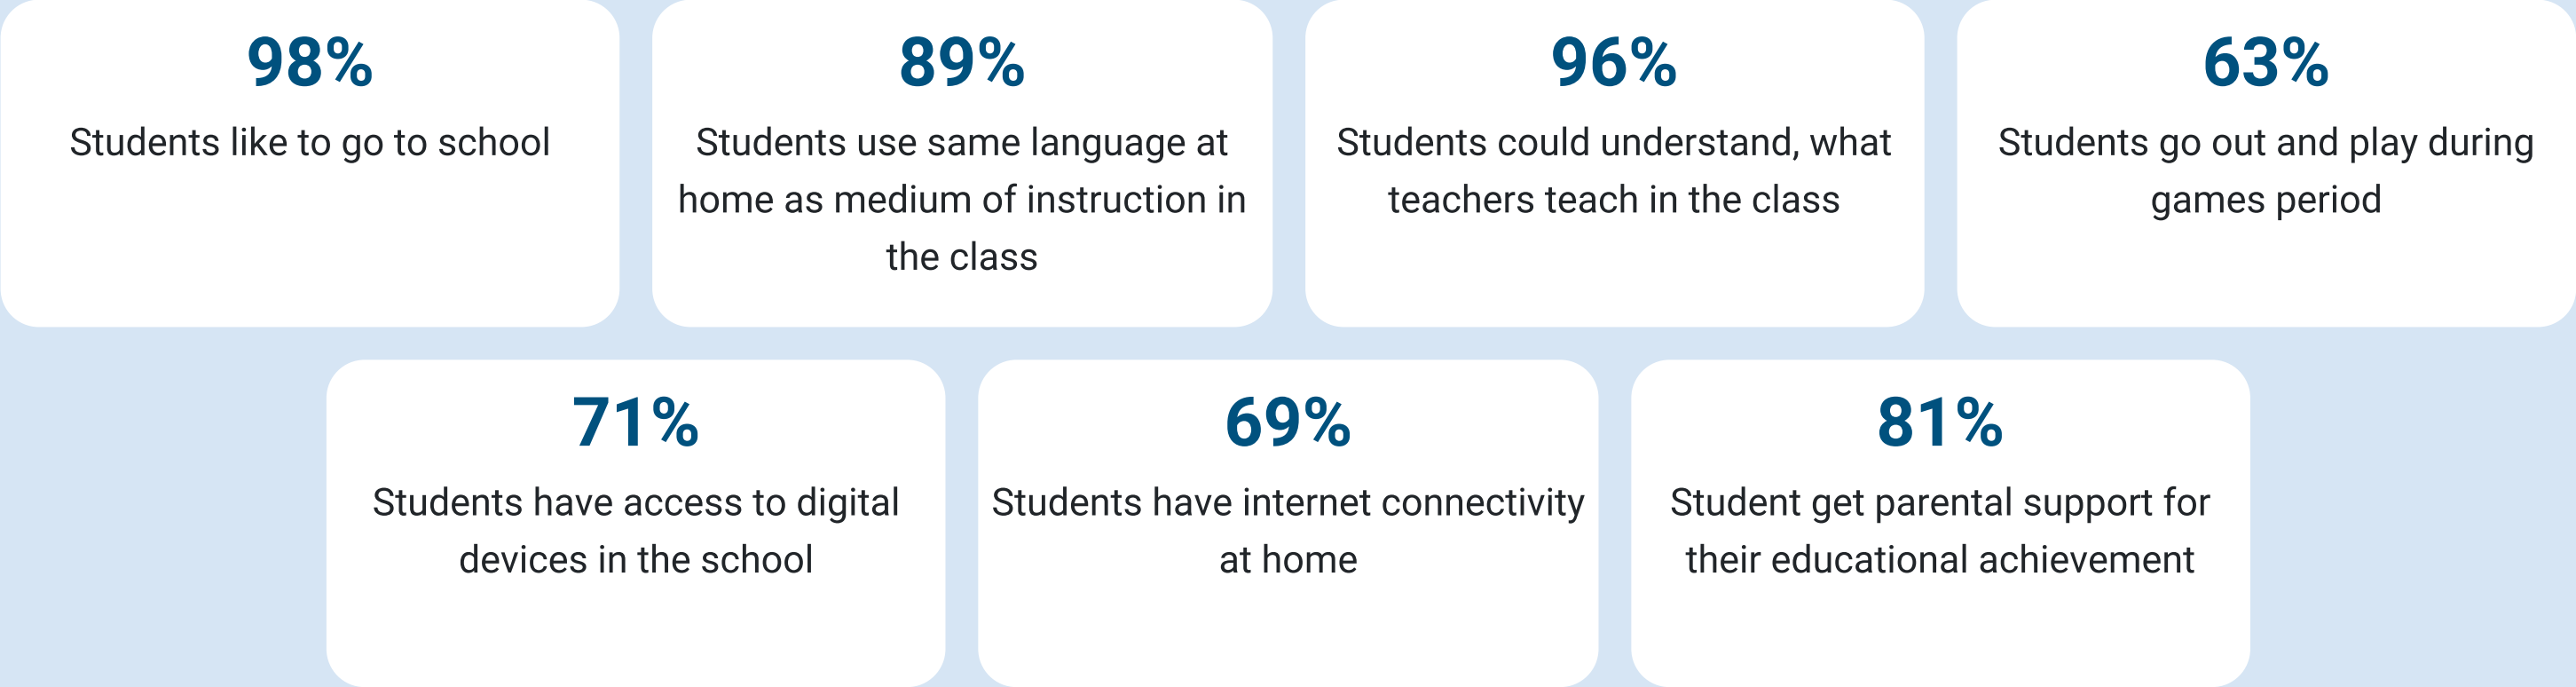 98%
Students like to go to school
89%
Students use same language at
home as medium of instruction in
the class
96%
Students could understand, what
teachers teach in the class
63%
Students go out and play during
games period
71%
Students have access to digital
devices in the school
69%
Students have internet connectivity
at home
81%
Student get parental support for
their educational achievement